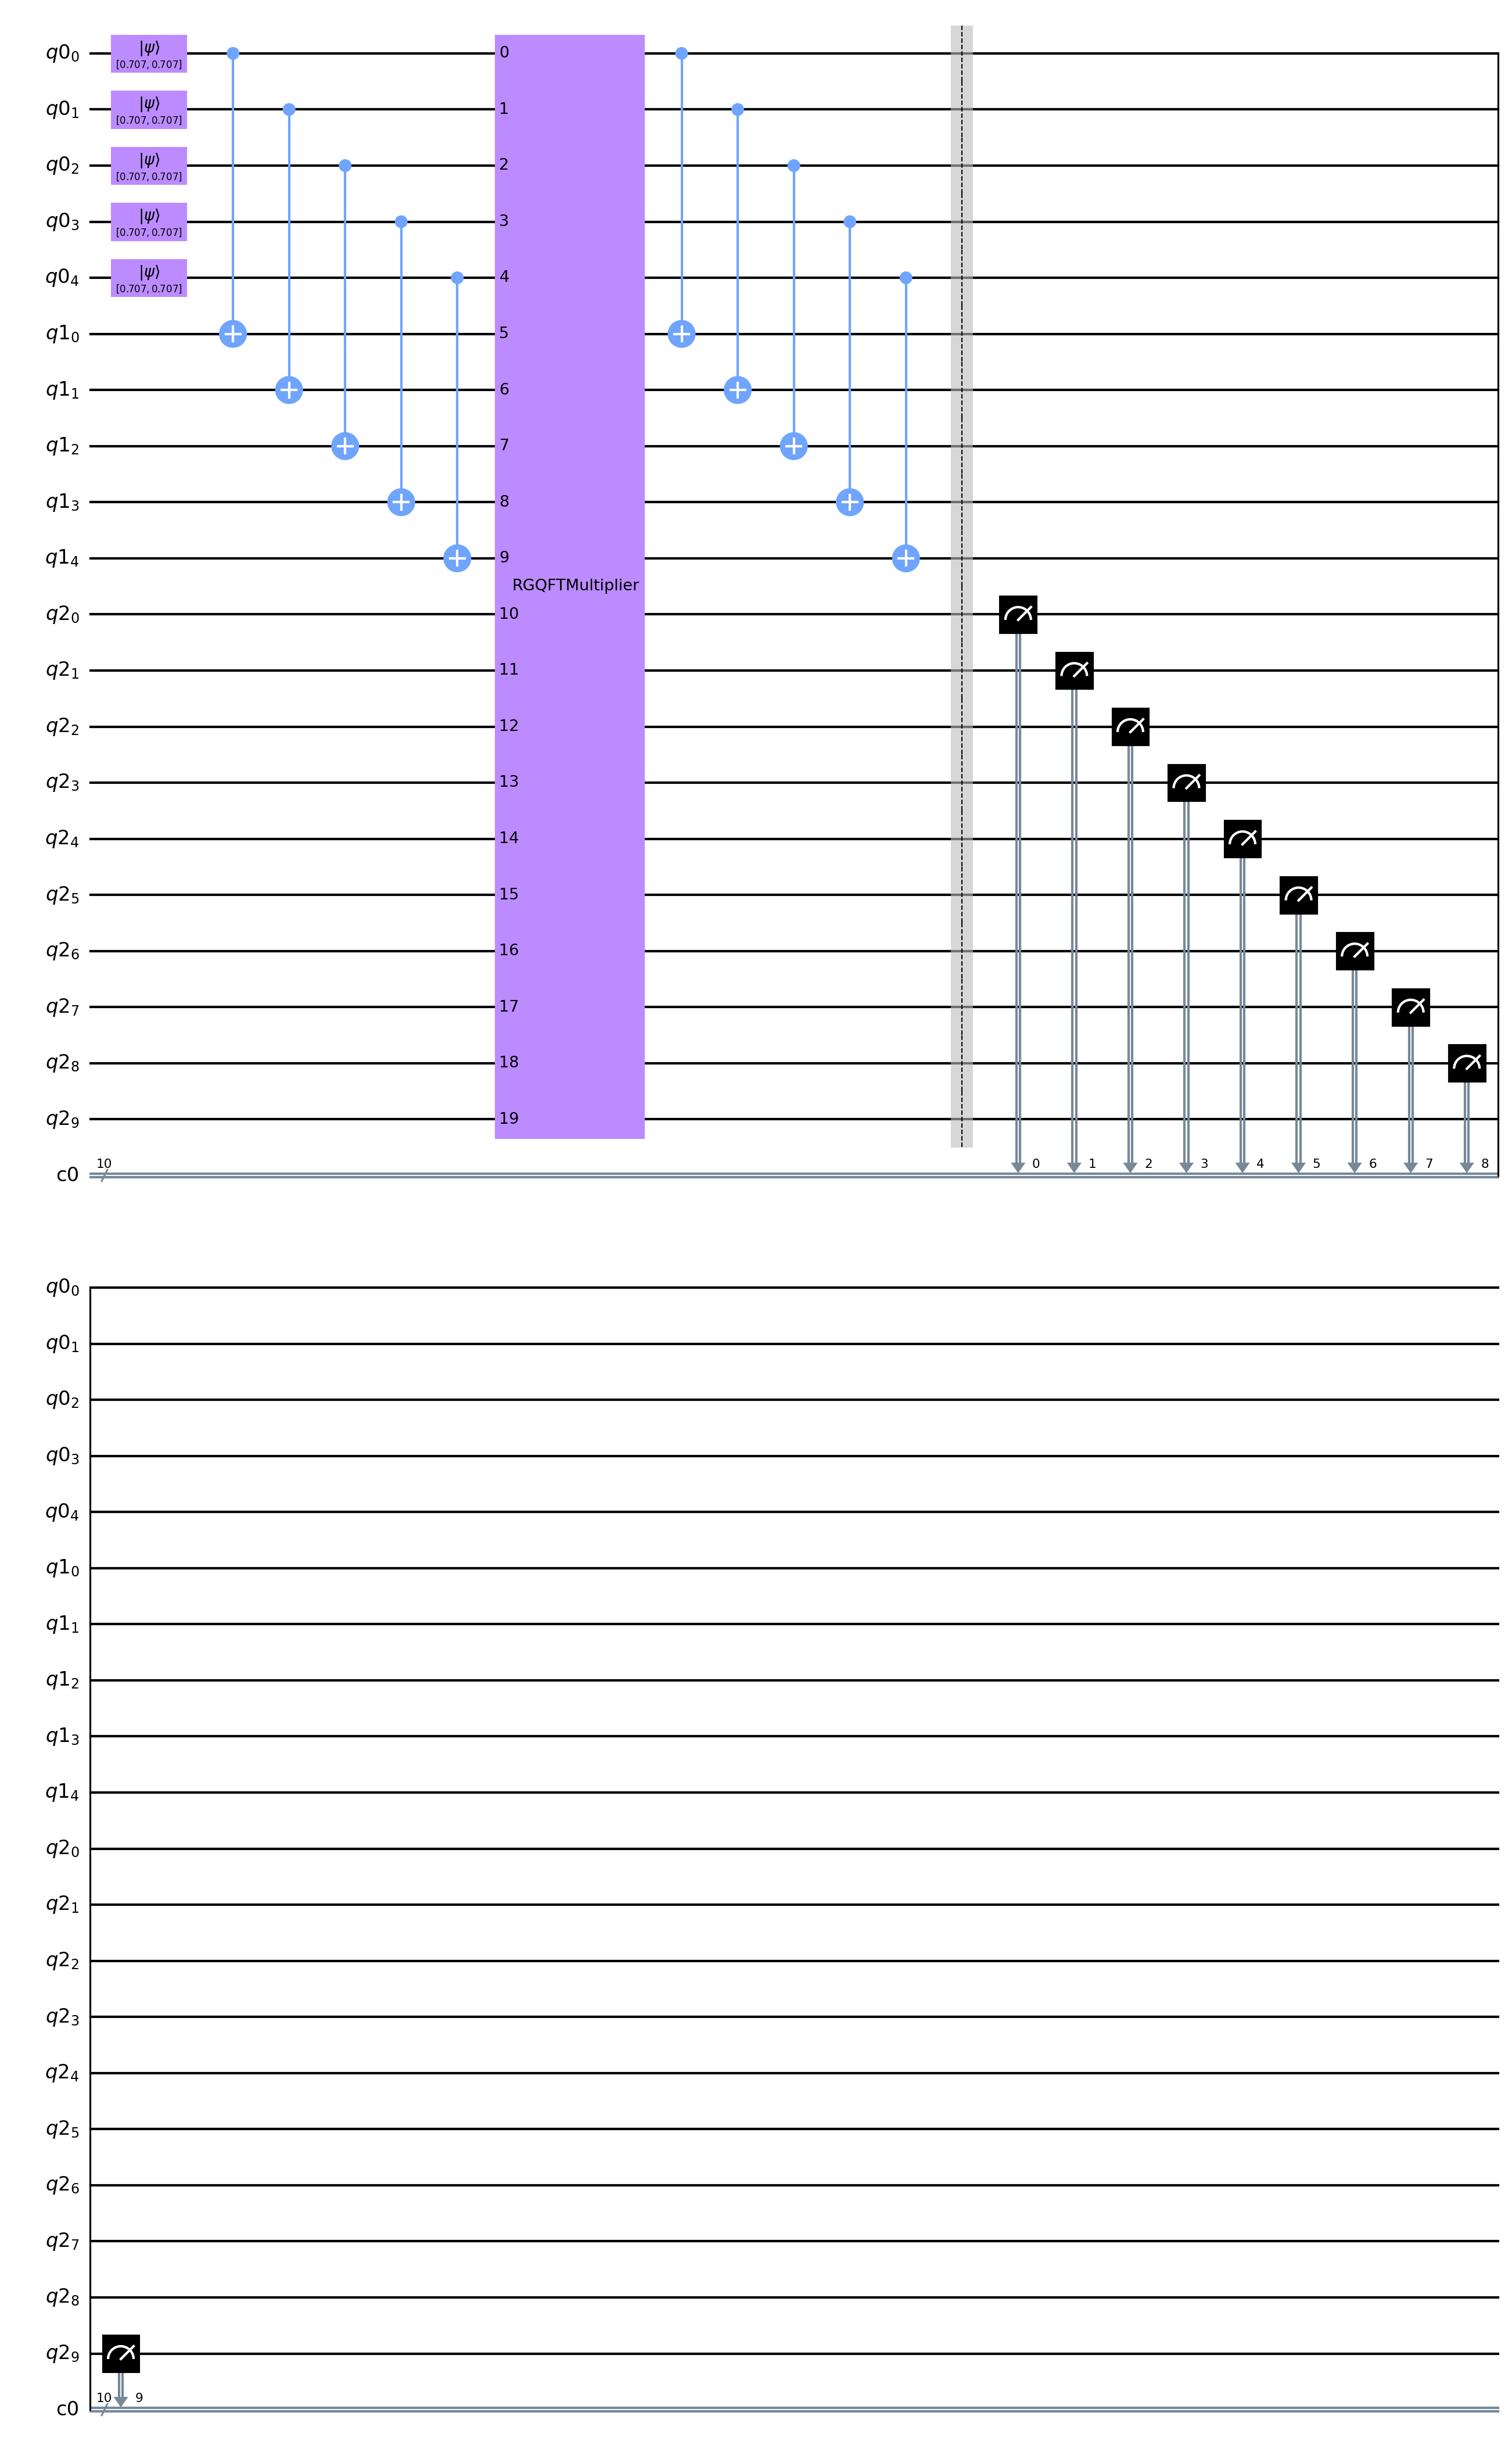 q0₀ |ψ⟩ [0.707, 0.707] 0
q0₁ |ψ⟩ [0.707, 0.707] 1
q0₂ |ψ⟩ [0.707, 0.707] 2
q0₃ |ψ⟩ [0.707, 0.707] 3
q0₄ |ψ⟩ [0.707, 0.707] 4
q1₀ 5
q1₁ 6
q1₂ 7
q1₃ 8
q1₄ 9
RGQFTMultiplier
q2₀ 10
q2₁ 11
q2₂ 12
q2₃ 13
q2₄ 14
q2₅ 15
q2₆ 16
q2₇ 17
q2₈ 18
q2₉ 19
c0 10 0 1 2 3 4 5 6 7 8
q0₀
q0₁
q0₂
q0₃
q0₄
q1₀
q1₁
q1₂
q1₃
q1₄
q2₀
q2₁
q2₂
q2₃
q2₄
q2₅
q2₆
q2₇
q2₈
q2₉
c0 10 9